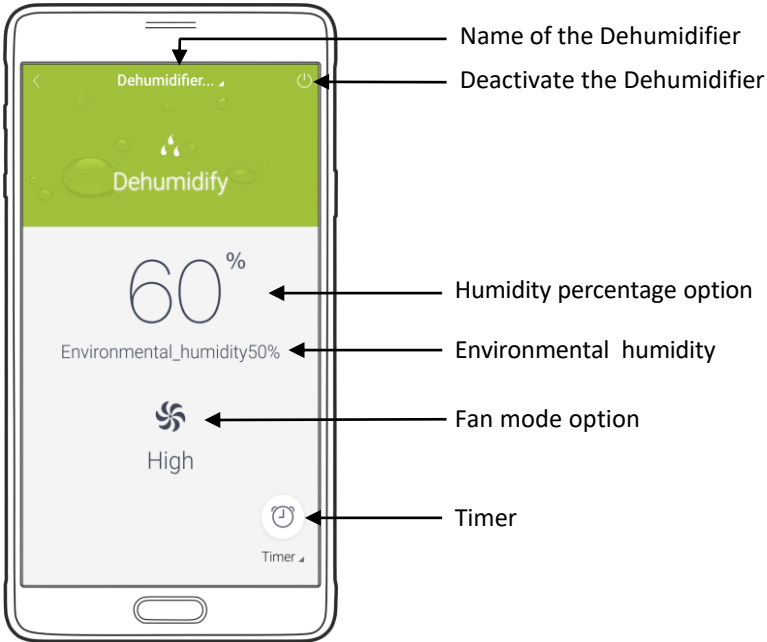 Name of the Dehumidifier
Dehumidifier...
Deactivate the Dehumidifier
Dehumidify
60%
Humidity percentage option
Environmental_humidity50%
Environmental humidity
Fan mode option
High
Timer
Timer